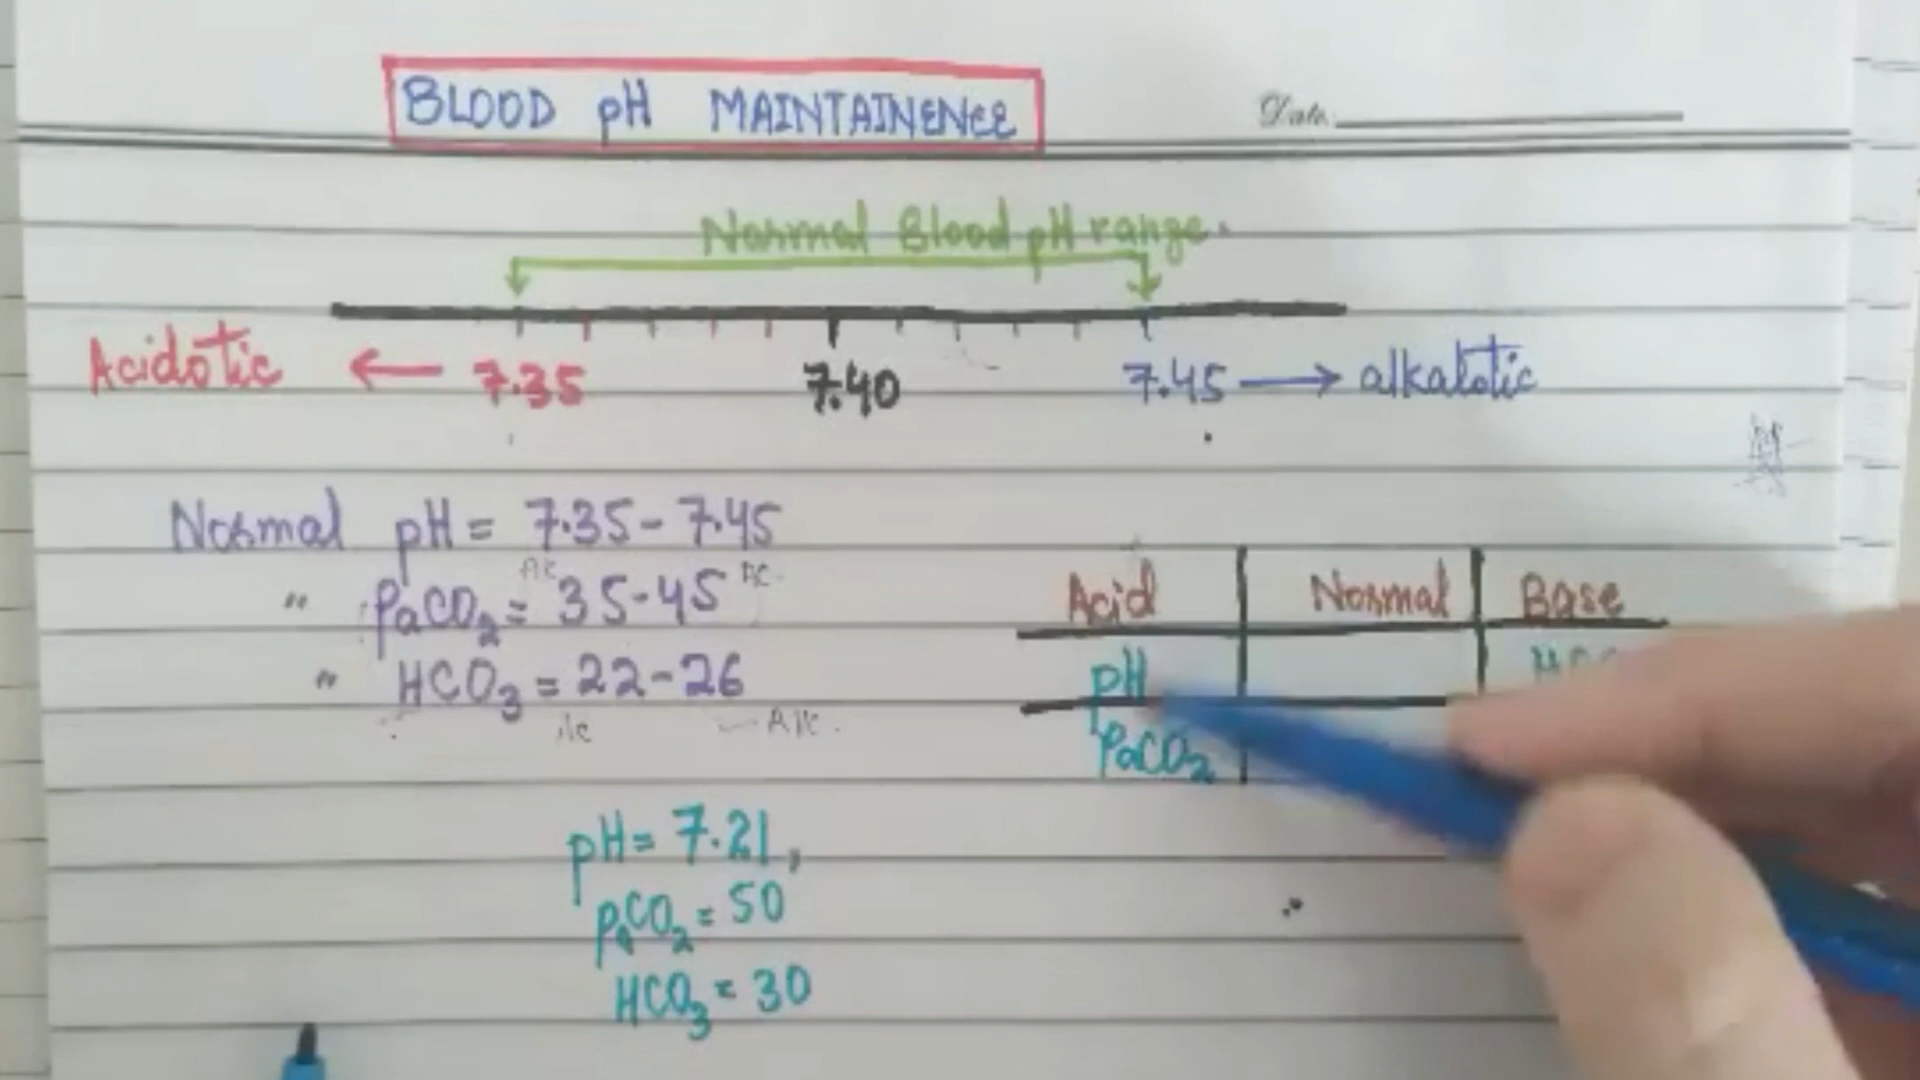 BLOOD pH MAINTAINENCE
Date
Normal Blood pH range.
Acidotic ← 7.35 7.40 7.45 → alkalotic
Normal pH = 7.35-7.45
" PaCO2 = 35-45
" HCO3 = 22-26
Alk.
Acid Normal Base
pH
PaCO2
pH = 7.21,
PaCO2 = 50
HCO3 = 30